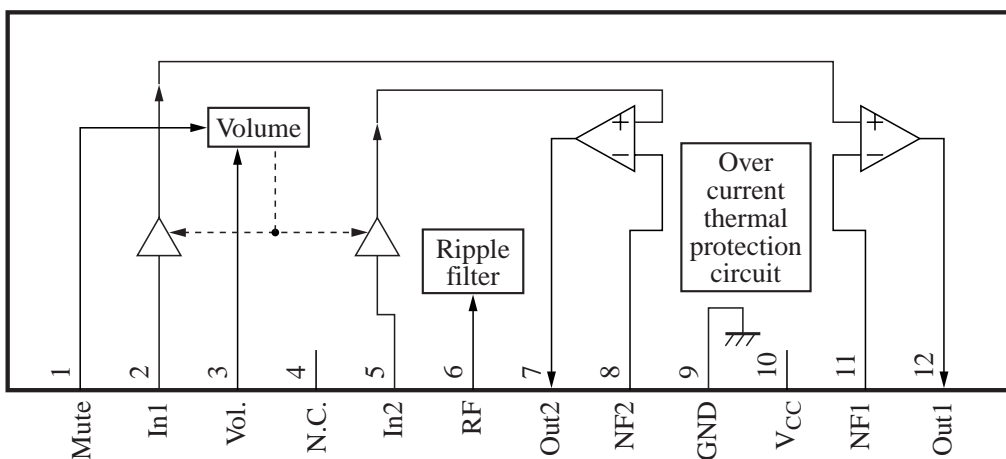 Volume
+
−
+
−
Over
current
thermal
protection
circuit
Ripple
filter
1 2 3 4 5 6 7 8 9 10 11 12
Mute In1 Vol. N.C. In2 RF Out2 NF2 GND VCC NF1 Out1